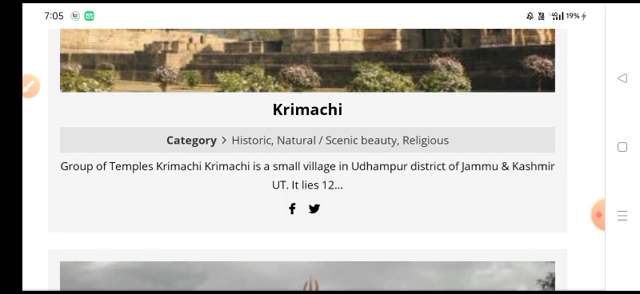 7:05
19%
Krimachi
Category > Historic, Natural / Scenic beauty, Religious
Group of Temples Krimachi Krimachi is a small village in Udhampur district of Jammu & Kashmir
UT. It lies 12...